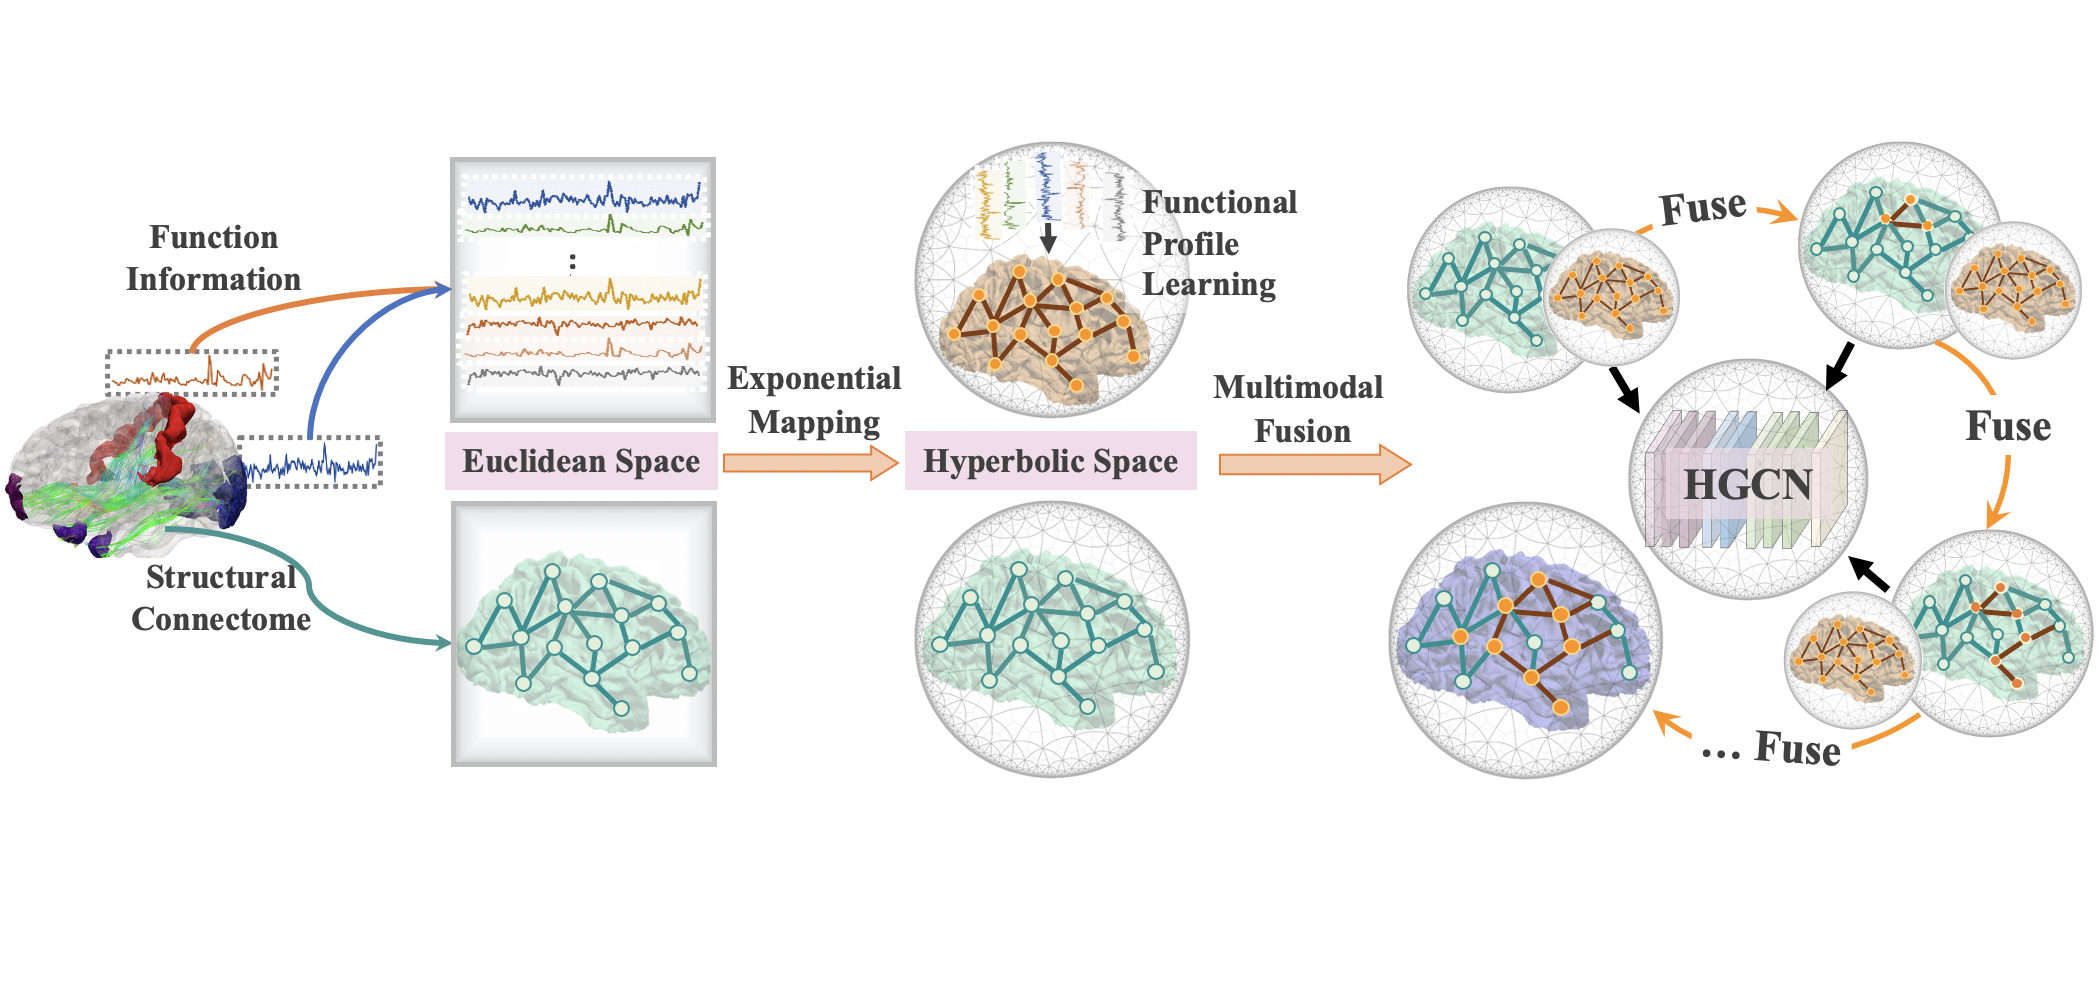 Function
Information
Structural
Connectome
Euclidean Space
Exponential
Mapping
Functional
Profile
Learning
Hyperbolic Space
Multimodal
Fusion
Fuse
Fuse
HGCN
... Fuse